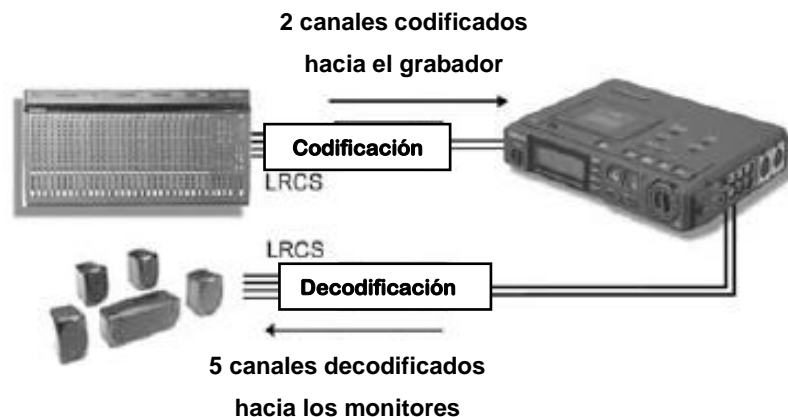 2 canales codificados
hacia el grabador
Codificación
LRCS
LRCS
Decodificación
5 canales decodificados
hacia los monitores